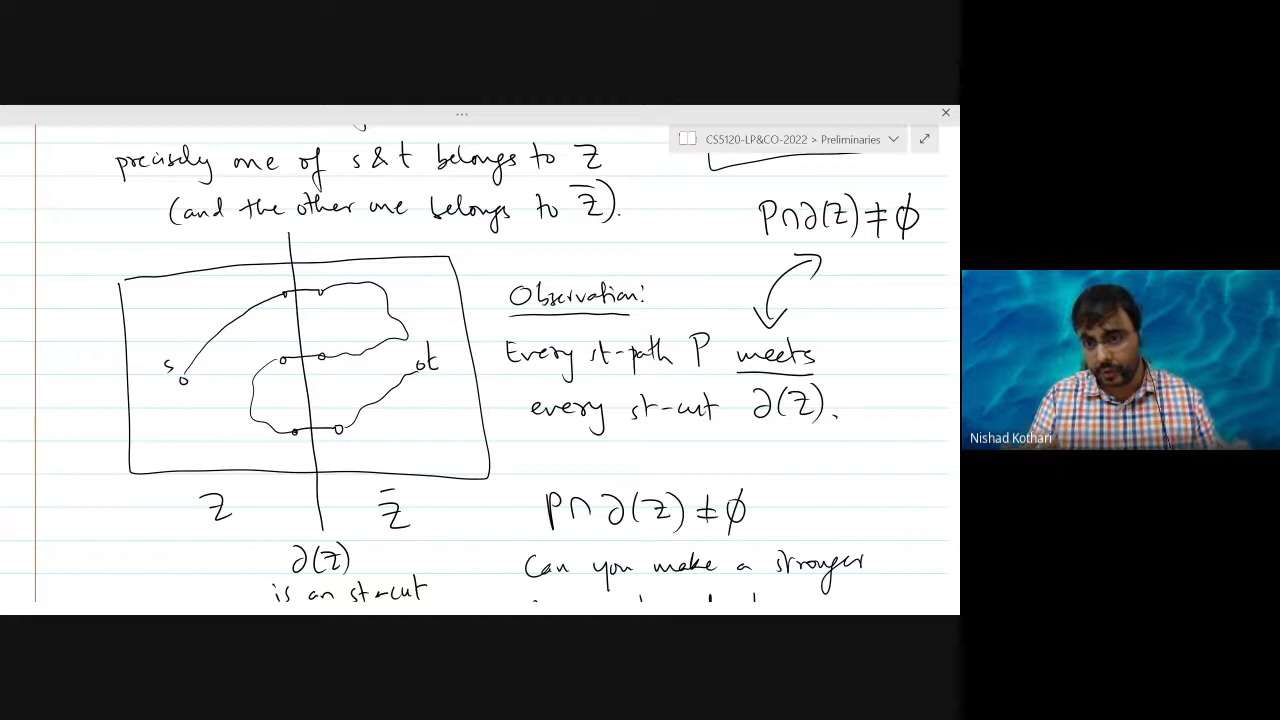 CS5120-LP&CO-2022 > Preliminaries
precisely one of s & t belongs to Z
(and the other one belongs to Z̅).
P∩∂(Z) ≠ ∅
Observation:
Every st-path P meets
every st-cut ∂(Z).
s
t
Z
Z̅
∂(Z)
is an st-cut
P∩∂(Z) ≠ ∅
Can you make a stronger
Nishad Kothari